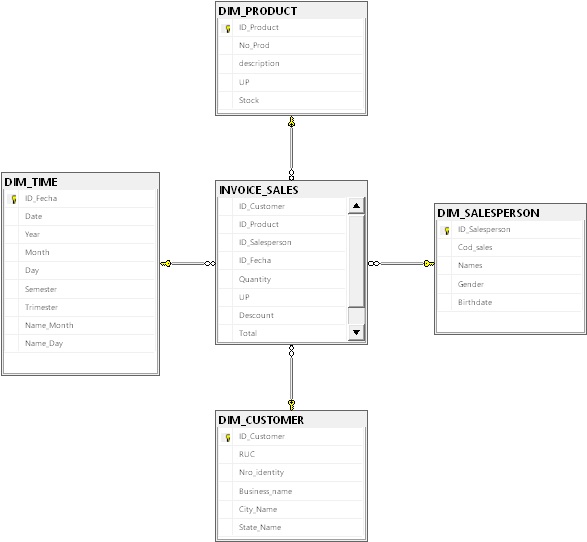 DIM_PRODUCT
ID_Product
No_Prod
description
UP
Stock
DIM_TIME
ID_Fecha
Date
Year
Month
Day
Semester
Trimester
Name_Month
Name_Day
INVOICE_SALES
ID_Customer
ID_Product
ID_Salesperson
ID_Fecha
Quantity
UP
Descount
Total
DIM_SALESPERSON
ID_Salesperson
Cod_sales
Names
Gender
Birthdate
DIM_CUSTOMER
ID_Customer
RUC
Nro_identity
Business_name
City_Name
State_Name